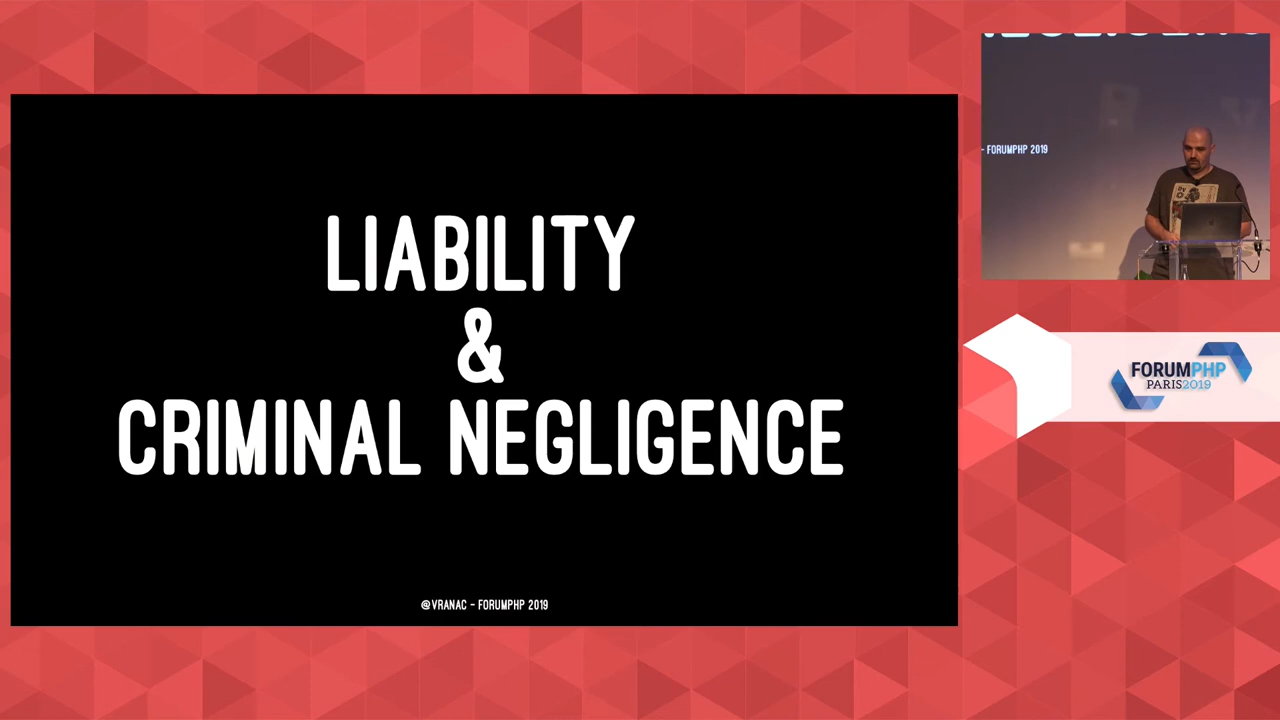 LIABILITY
&
CRIMINAL NEGLIGENCE
@VRANAC - FORUMPHP 2019
- FORUMPHP 2019
FORUMPHP
PARIS2019